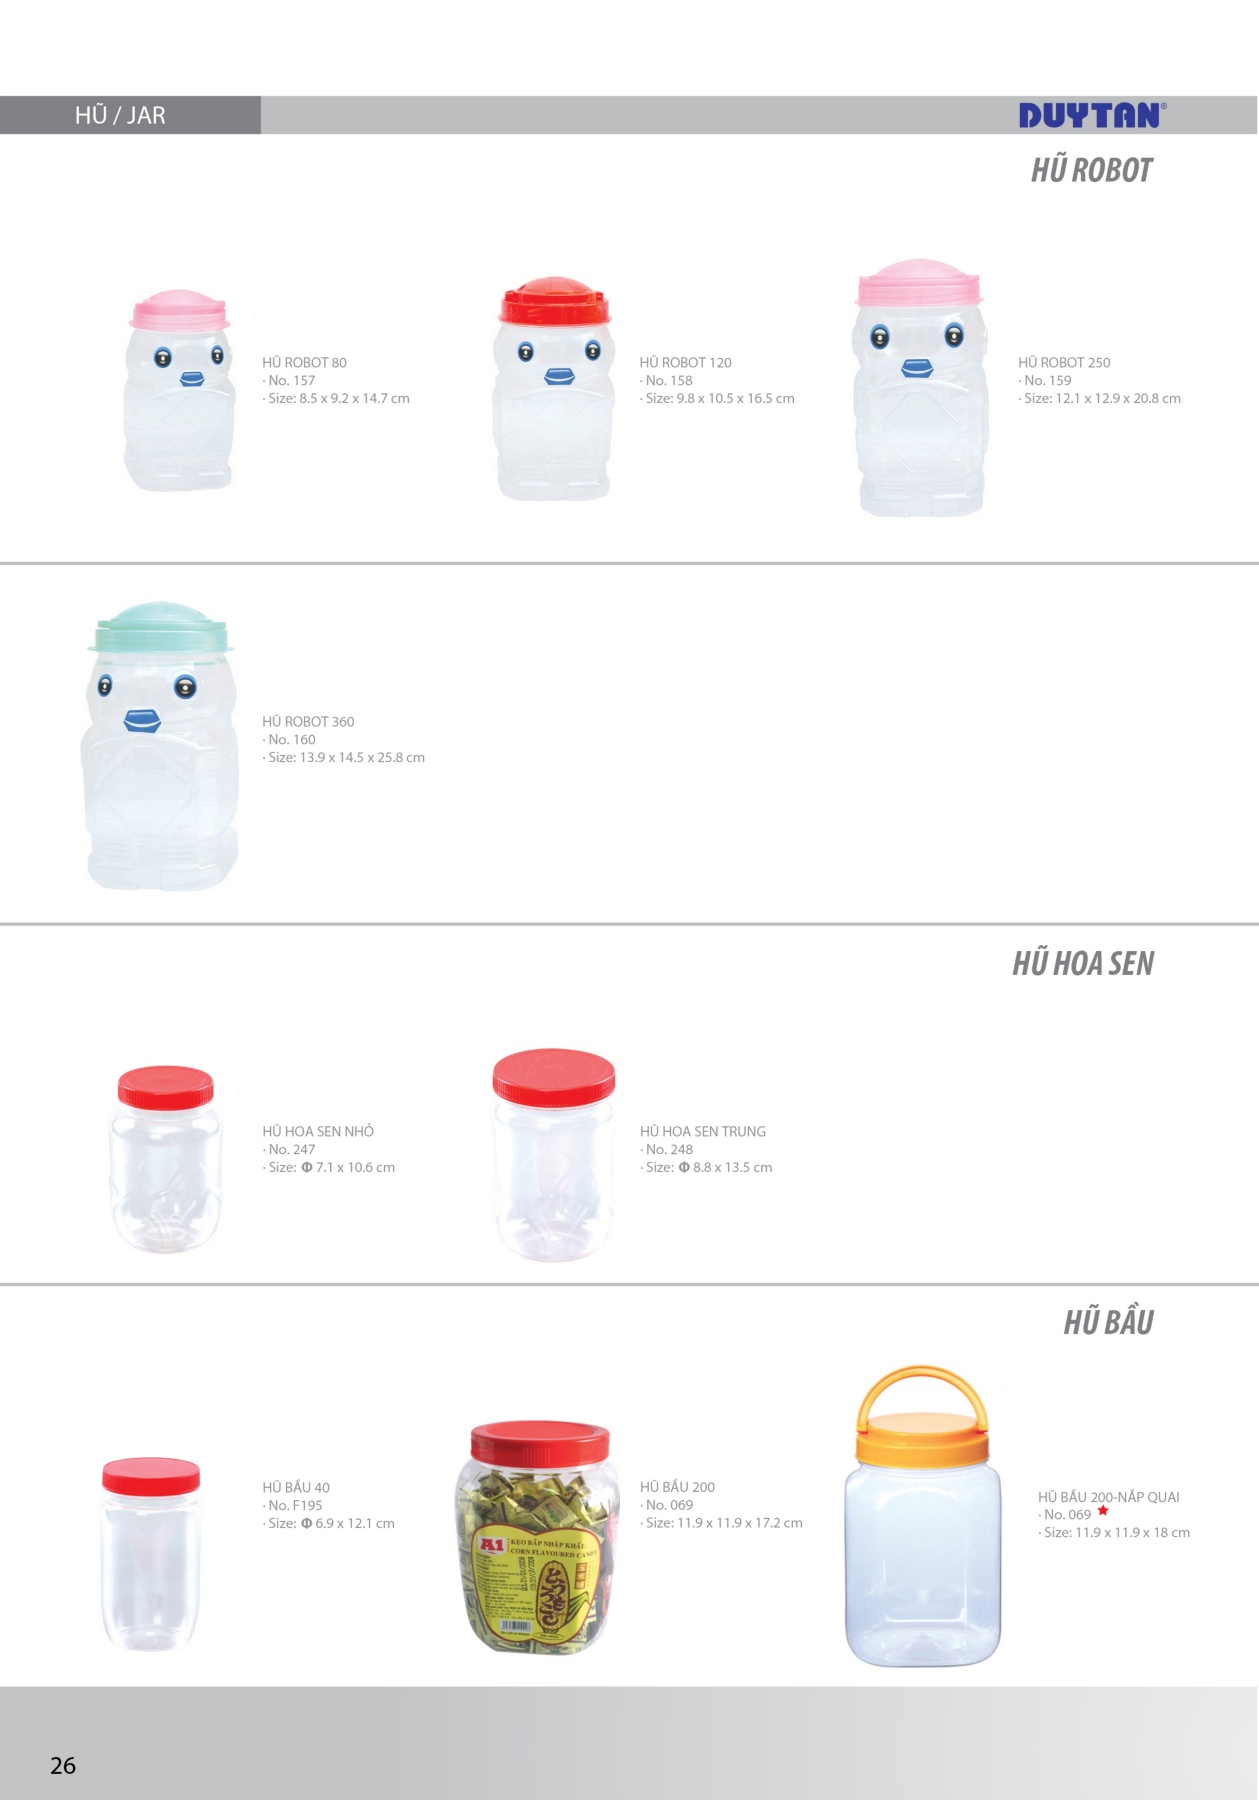 HŨ / JAR
DUYTAN®
HŨ ROBOT
HŨ ROBOT 80
· No. 157
· Size: 8.5 x 9.2 x 14.7 cm
HŨ ROBOT 120
· No. 158
· Size: 9.8 x 10.5 x 16.5 cm
HŨ ROBOT 250
· No. 159
· Size: 12.1 x 12.9 x 20.8 cm
HŨ ROBOT 360
· No. 160
· Size: 13.9 x 14.5 x 25.8 cm
HŨ HOA SEN
HŨ HOA SEN NHỎ
· No. 247
· Size: Φ 7.1 x 10.6 cm
HŨ HOA SEN TRUNG
· No. 248
· Size: Φ 8.8 x 13.5 cm
HŨ BẦU
HŨ BẦU 40
· No. F195
· Size: Φ 6.9 x 12.1 cm
A1
KẸO BẮP NHẬP KHẨU
CORN FLAVOURED CANDY
HŨ BẦU 200
· No. 069
· Size: 11.9 x 11.9 x 17.2 cm
HŨ BẦU 200-NẮP QUAI
· No. 069 ★
· Size: 11.9 x 11.9 x 18 cm
26